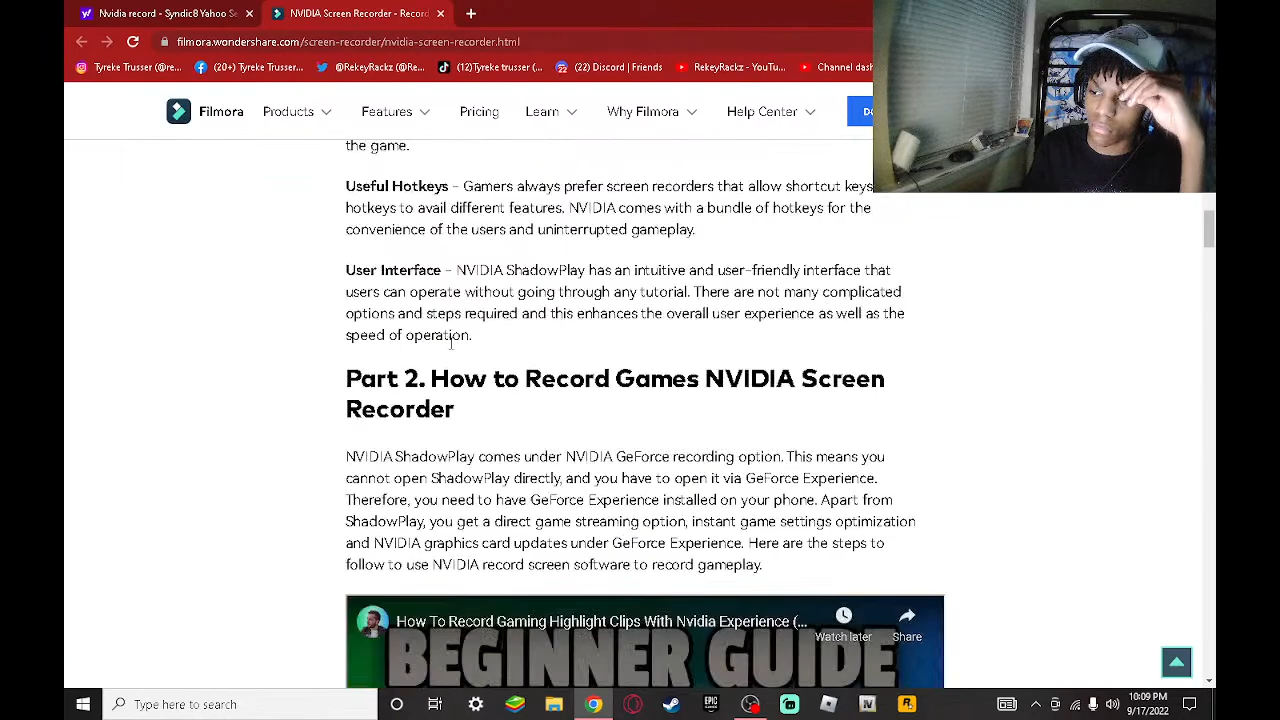 Nvidia record - Syndic8 Yahoo Se
NVIDIA Screen Recorder - Record
filmora.wondershare.com/screen-recorder/nvidia-screen-recorder.html
Tyreke Trusser (@re...
(20+) Tyreke Trusser...
@RekeyRackz (@Re...
(12)Tyreke trusser (...
(22) Discord | Friends
RekeyRackz - YouTu...
Channel dash
Filmora
Products
Features
Pricing
Learn
Why Filmora
Help Center
the game.
Useful Hotkeys - Gamers always prefer screen recorders that allow shortcut keys
hotkeys to avail different features. NVIDIA comes with a bundle of hotkeys for the
convenience of the users and uninterrupted gameplay.
User Interface - NVIDIA ShadowPlay has an intuitive and user-friendly interface that
users can operate without going through any tutorial. There are not many complicated
options and steps required and this enhances the overall user experience as well as the
speed of operation.
Part 2. How to Record Games NVIDIA Screen
Recorder
NVIDIA ShadowPlay comes under NVIDIA GeForce recording option. This means you
cannot open ShadowPlay directly, and you have to open it via GeForce Experience.
Therefore, you need to have GeForce Experience installed on your phone. Apart from
ShadowPlay, you get a direct game streaming option, instant game settings optimization
and NVIDIA graphics card updates under GeForce Experience. Here are the steps to
follow to use NVIDIA record screen software to record gameplay.
How To Record Gaming Highlight Clips With Nvidia Experience (...
Watch later
Share
BEGINNER GUIDE
Type here to search
10:09 PM
9/17/2022